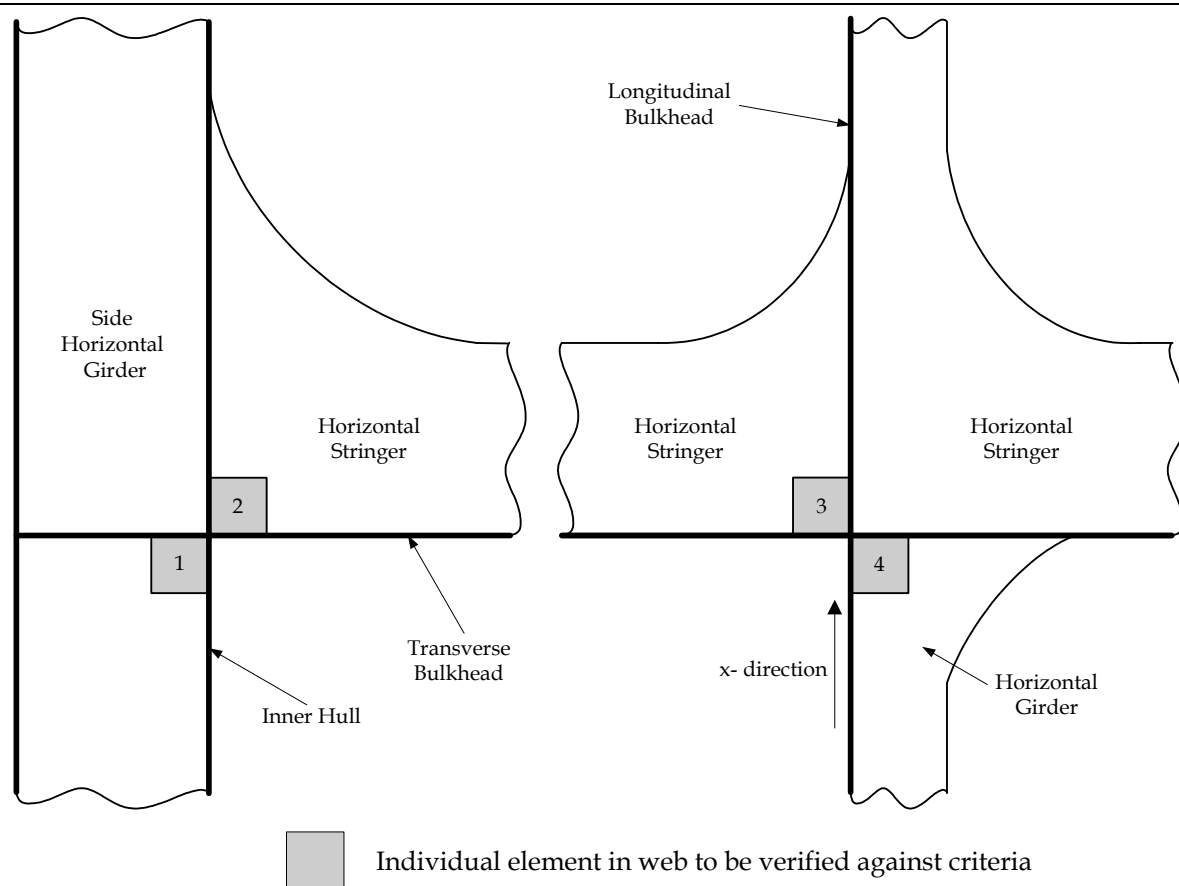 Longitudinal
Bulkhead
Side
Horizontal
Girder
Horizontal
Stringer
Horizontal
Stringer
Horizontal
Stringer
2
3
1
4
Transverse
Bulkhead
x- direction
Inner Hull
Horizontal
Girder
Individual element in web to be verified against criteria